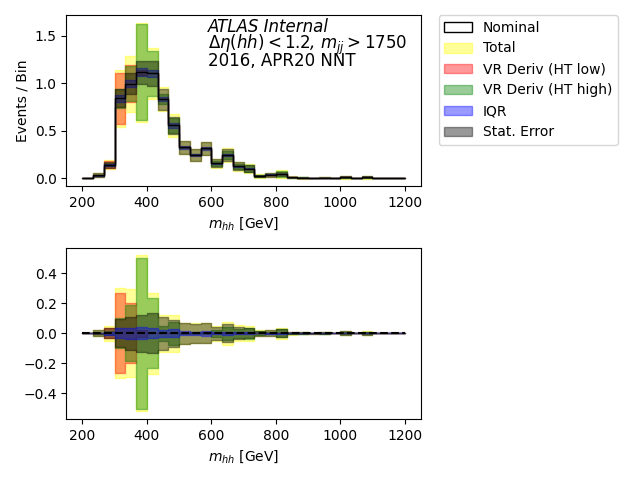 ATLAS Internal
Δη(hh) < 1.2, m_jj > 1750
2016, APR20 NNT
Events / Bin
1.5
1.0
0.5
0.0
200 400 600 800 1000 1200
m_hh [GeV]
Nominal
Total
VR Deriv (HT low)
VR Deriv (HT high)
IQR
Stat. Error
0.4
0.2
0.0
−0.2
−0.4
200 400 600 800 1000 1200
m_hh [GeV]